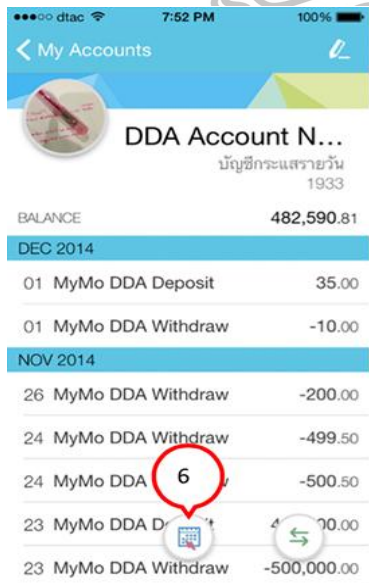 dtac 7:52 PM 100%
My Accounts
DDA Account N...
บัญชีกระแสรายวัน
1933
BALANCE 482,590.81
DEC 2014
01 MyMo DDA Deposit 35.00
01 MyMo DDA Withdraw -10.00
NOV 2014
26 MyMo DDA Withdraw -200.00
24 MyMo DDA Withdraw -499.50
24 MyMo DDA -500.50
6
23 MyMo DDA
23 MyMo DDA Withdraw -500,000.00